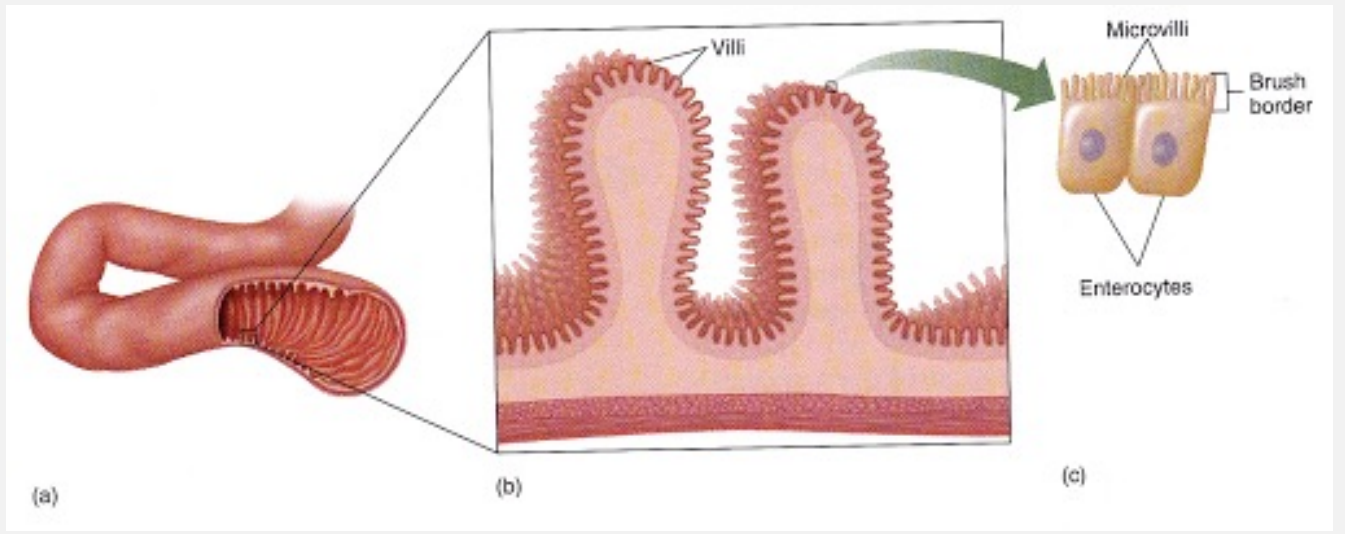 Villi
Microvilli
Brush
border
Enterocytes
(a)
(b)
(c)